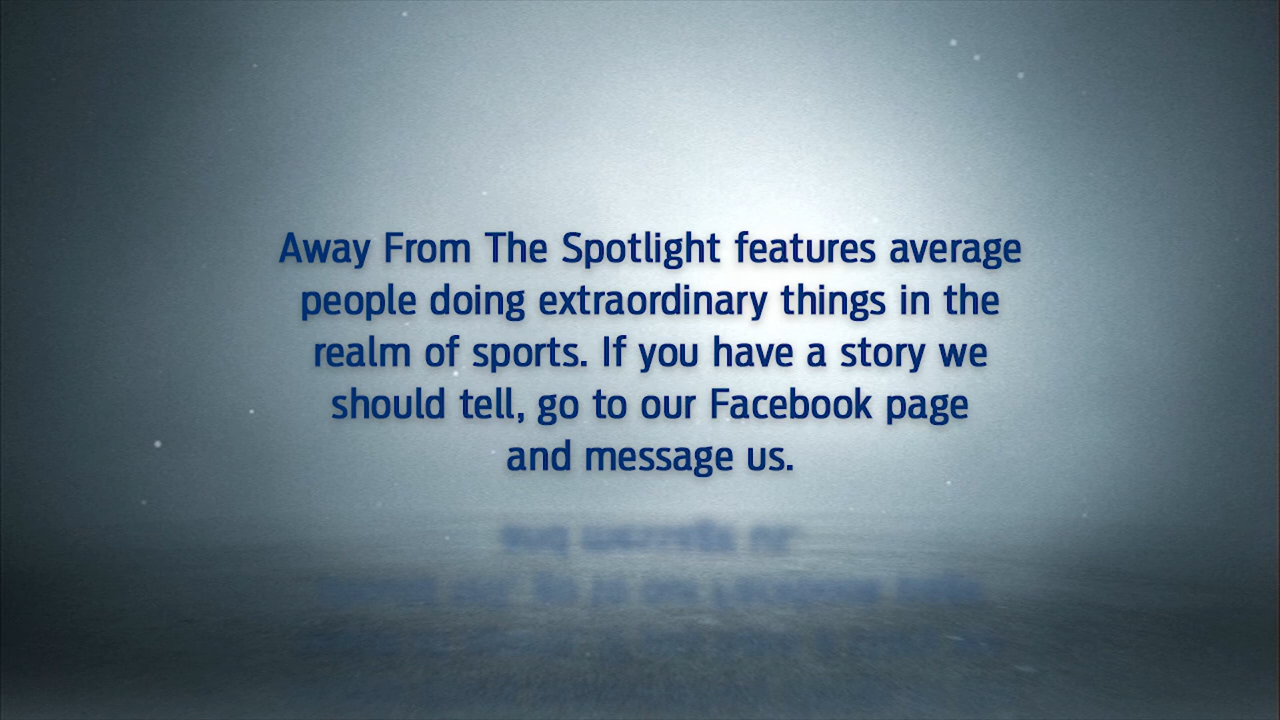 Away From The Spotlight features average
people doing extraordinary things in the
realm of sports. If you have a story we
should tell, go to our Facebook page
and message us.